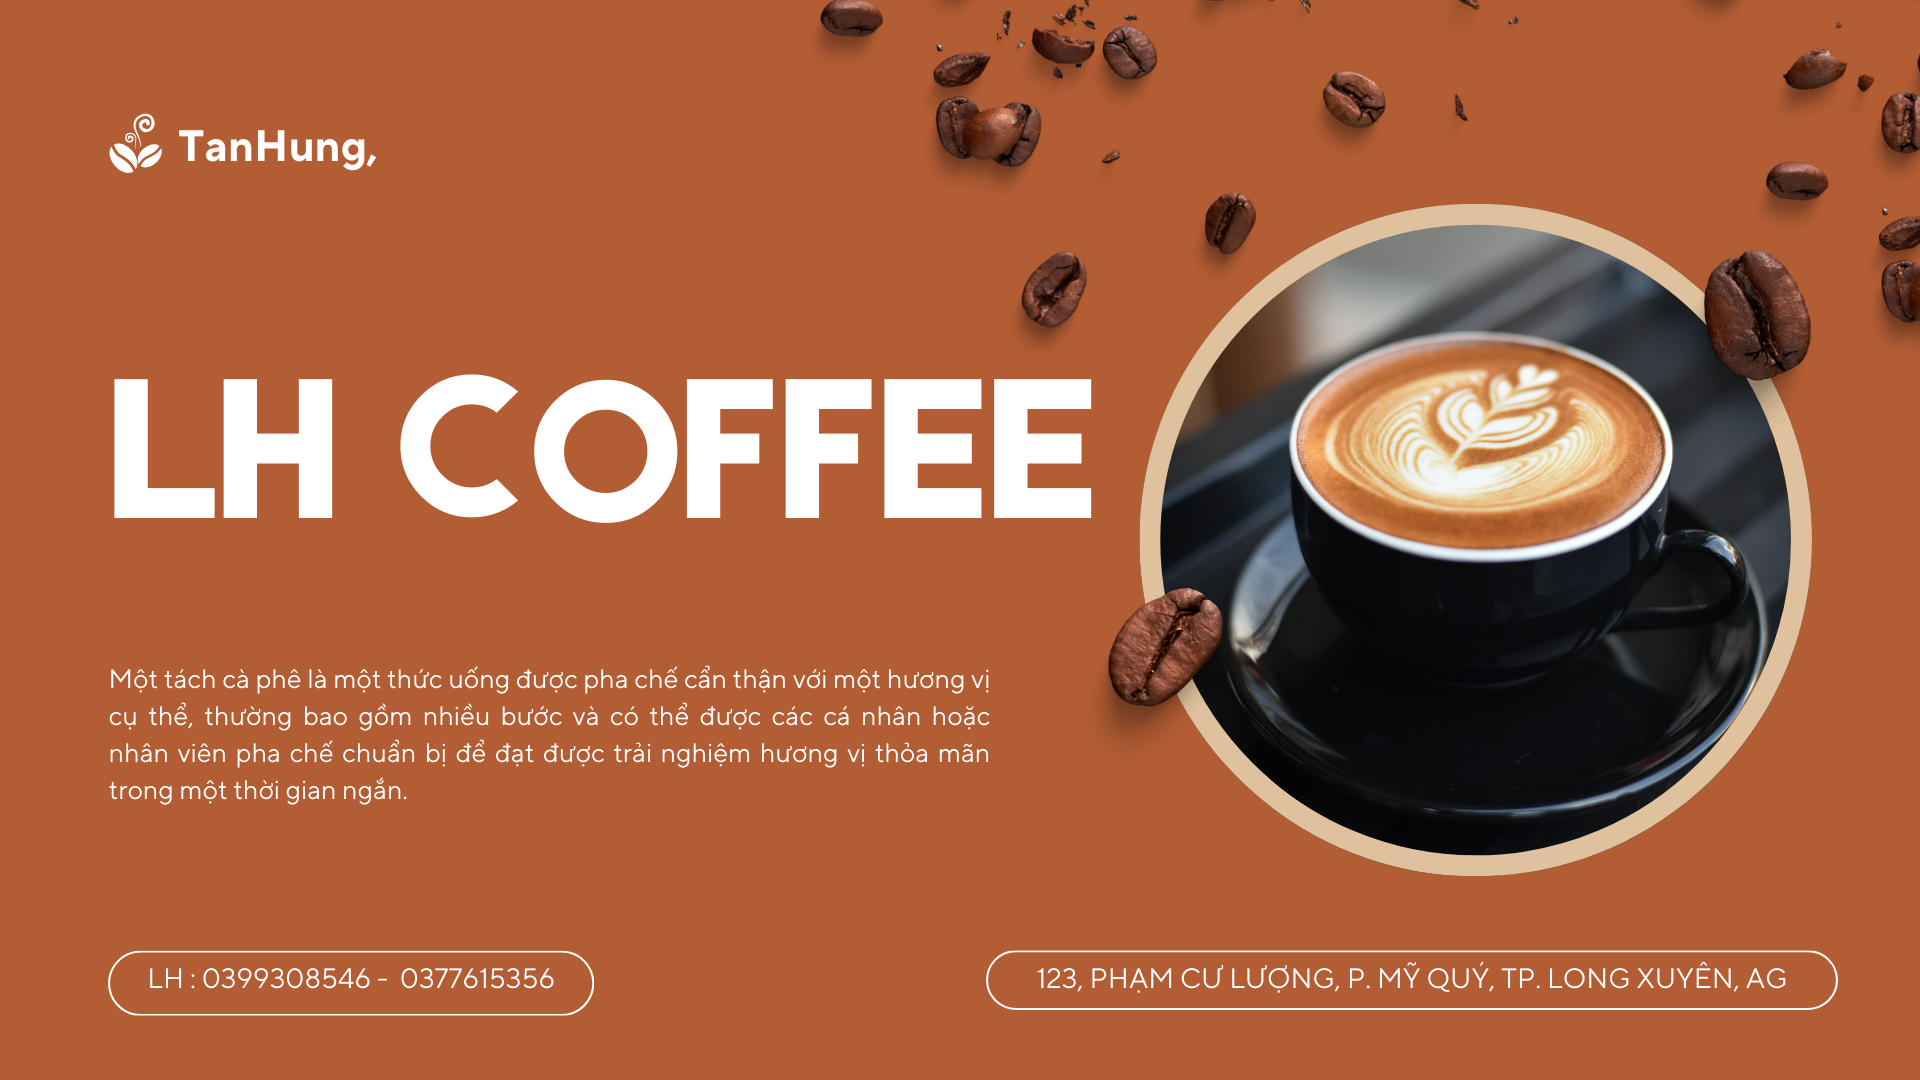 TanHung,
LH COFFEE
Một tách cà phê là một thức uống được pha chế cẩn thận với một hương vị
cụ thể, thường bao gồm nhiều bước và có thể được các cá nhân hoặc
nhân viên pha chế chuẩn bị để đạt được trải nghiệm hương vị thỏa mãn
trong một thời gian ngắn.
LH : 0399308546 - 0377615356
123, PHẠM CƯ LƯỢNG, P. MỸ QUÝ, TP. LONG XUYÊN, AG